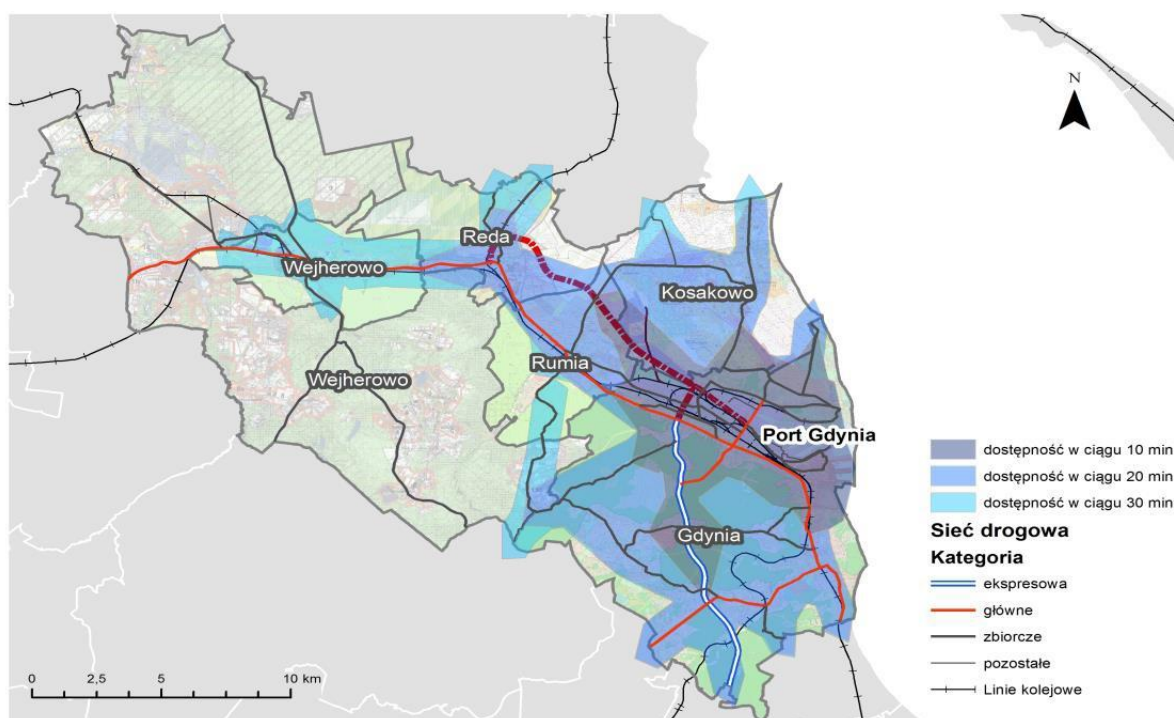 N
Reda
Wejherowo
Kosakowo
Rumia
Wejherowo
Port Gdynia
Gdynia
dostępność w ciągu 10 min
dostępność w ciągu 20 min
dostępność w ciągu 30 min
Sieć drogowa
Kategoria
ekspresowa
główne
zbiorcze
pozostałe
Linie kolejowe
0 2,5 5 10 km